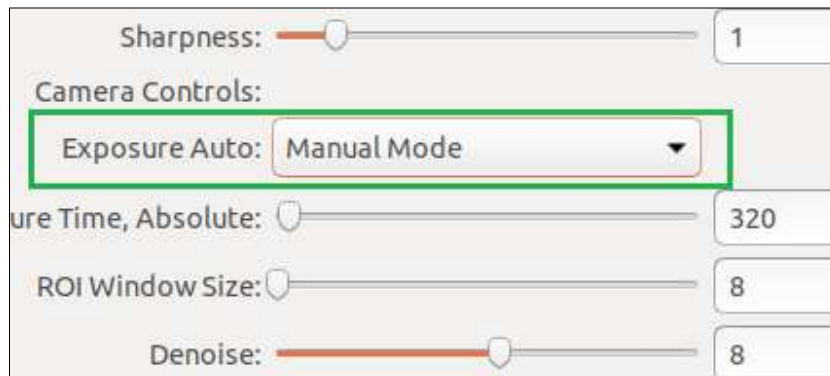 Sharpness: 1
Camera Controls:
Exposure Auto: Manual Mode
ure Time, Absolute: 320
ROI Window Size: 8
Denoise: 8